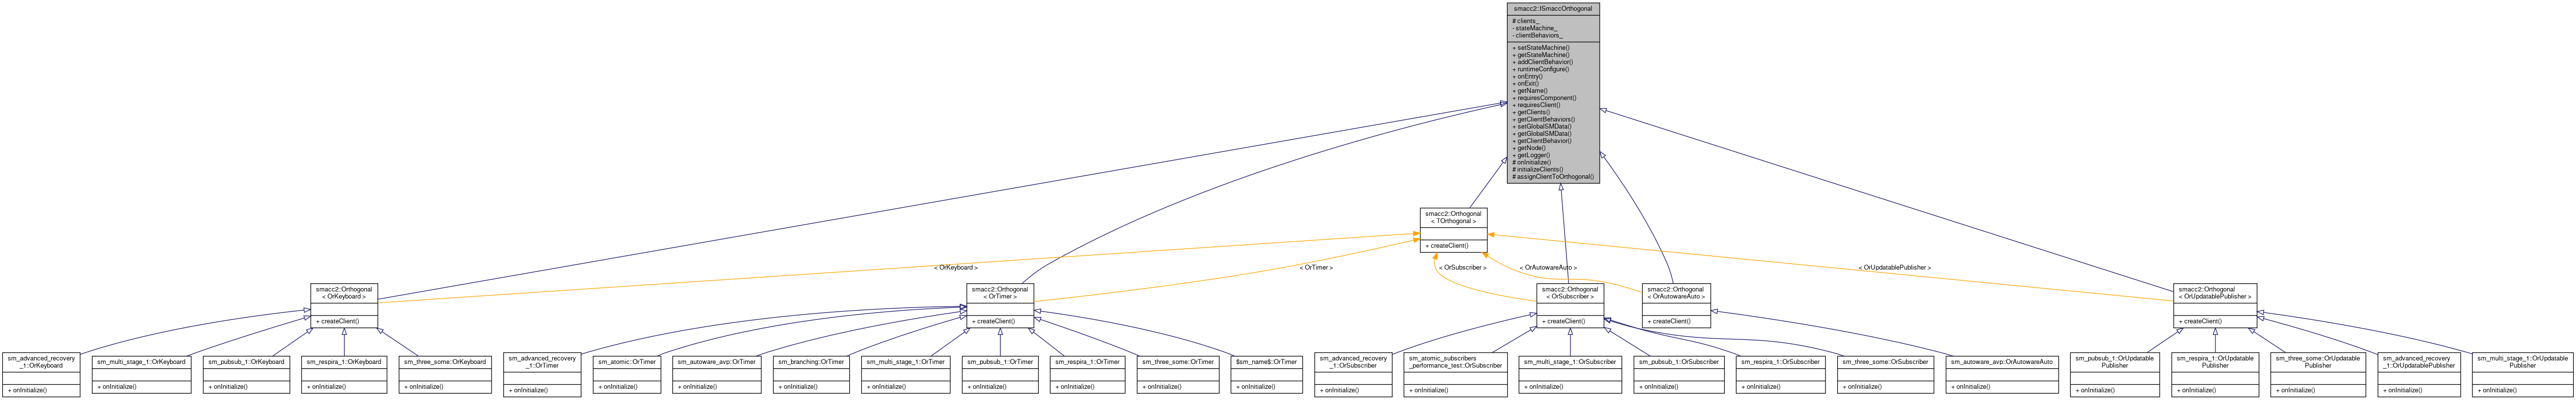 smacc2::ISmaccOrthogonal
# clients_
- stateMachine_
- clientBehaviors_
+ setStateMachine()
+ getStateMachine()
+ addClientBehavior()
+ runtimeConfigure()
+ onEntry()
+ onExit()
+ getName()
+ requiresComponent()
+ requiresClient()
+ getClients()
+ getClientBehaviors()
+ setGlobalSMData()
+ getGlobalSMData()
+ getClientBehavior()
+ getNode()
+ getLogger()
# onInitialize()
# initializeClients()
# assignClientToOrthogonal()
smacc2::Orthogonal
< TOrthogonal >
+ createClient()
< OrKeyboard >
< OrTimer >
< OrSubscriber >
< OrAutowareAuto >
< OrUpdatablePublisher >
smacc2::Orthogonal
< OrKeyboard >
+ createClient()
smacc2::Orthogonal
< OrTimer >
+ createClient()
smacc2::Orthogonal
< OrSubscriber >
+ createClient()
smacc2::Orthogonal
< OrAutowareAuto >
+ createClient()
smacc2::Orthogonal
< OrUpdatablePublisher >
+ createClient()
sm_advanced_recovery
_1::OrKeyboard
+ onInitialize()
sm_multi_stage_1::OrKeyboard
+ onInitialize()
sm_pubsub_1::OrKeyboard
+ onInitialize()
sm_respira_1::OrKeyboard
+ onInitialize()
sm_three_some::OrKeyboard
+ onInitialize()
sm_advanced_recovery
_1::OrTimer
+ onInitialize()
sm_atomic::OrTimer
+ onInitialize()
sm_autoware_avp::OrTimer
+ onInitialize()
sm_branching::OrTimer
+ onInitialize()
sm_multi_stage_1::OrTimer
+ onInitialize()
sm_pubsub_1::OrTimer
+ onInitialize()
sm_respira_1::OrTimer
+ onInitialize()
sm_three_some::OrTimer
+ onInitialize()
$sm_name$::OrTimer
+ onInitialize()
sm_advanced_recovery
_1::OrSubscriber
+ onInitialize()
sm_atomic_subscribers
_performance_test::OrSubscriber
+ onInitialize()
sm_multi_stage_1::OrSubscriber
+ onInitialize()
sm_pubsub_1::OrSubscriber
+ onInitialize()
sm_respira_1::OrSubscriber
+ onInitialize()
sm_three_some::OrSubscriber
+ onInitialize()
sm_autoware_avp::OrAutowareAuto
+ onInitialize()
sm_pubsub_1::OrUpdatable
Publisher
+ onInitialize()
sm_respira_1::OrUpdatable
Publisher
+ onInitialize()
sm_three_some::OrUpdatable
Publisher
+ onInitialize()
sm_advanced_recovery
_1::OrUpdatablePublisher
+ onInitialize()
sm_multi_stage_1::OrUpdatable
Publisher
+ onInitialize()